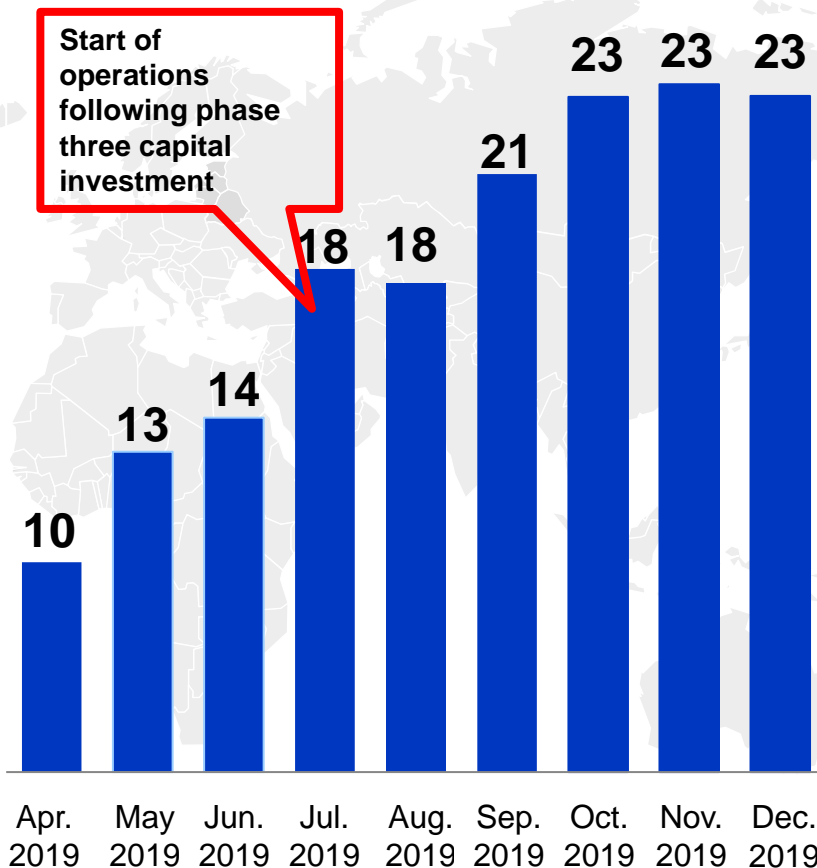 Start of
operations
following phase
three capital
investment
10
13
14
18
18
21
23
23
23
Apr. May Jun. Jul. Aug. Sep. Oct. Nov. Dec.
2019 2019 2019 2019 2019 2019 2019 2019 2019